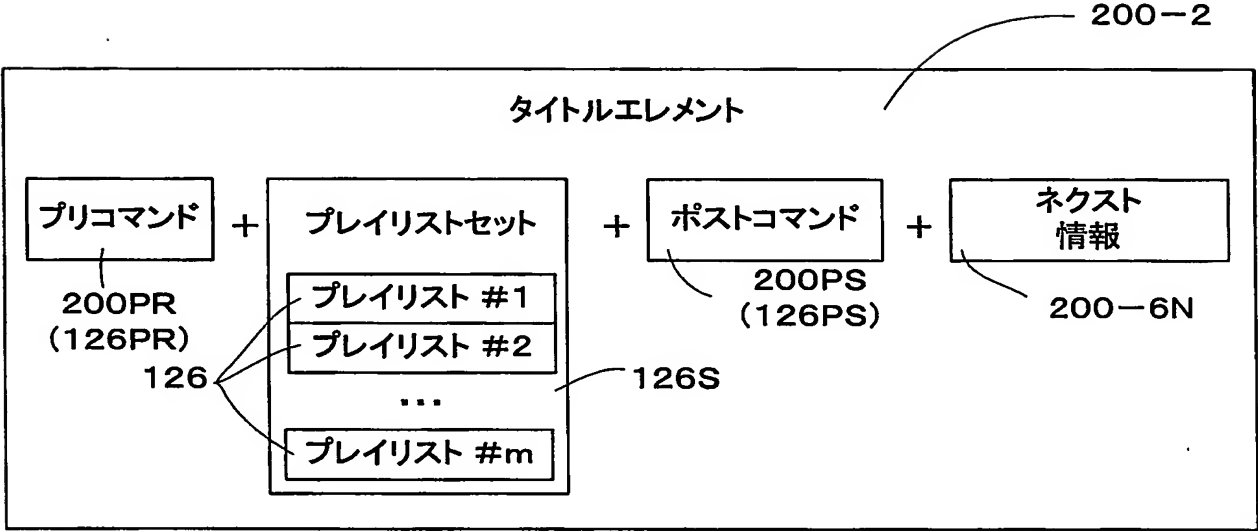 200-2
タイトルエレメント
プリコマンド
+
プレイリストセット
+
ポストコマンド
+
ネクスト
情報
200PR
(126PR)
プレイリスト #1
プレイリスト #2
...
プレイリスト #m
126
126S
200PS
(126PS)
200-6N